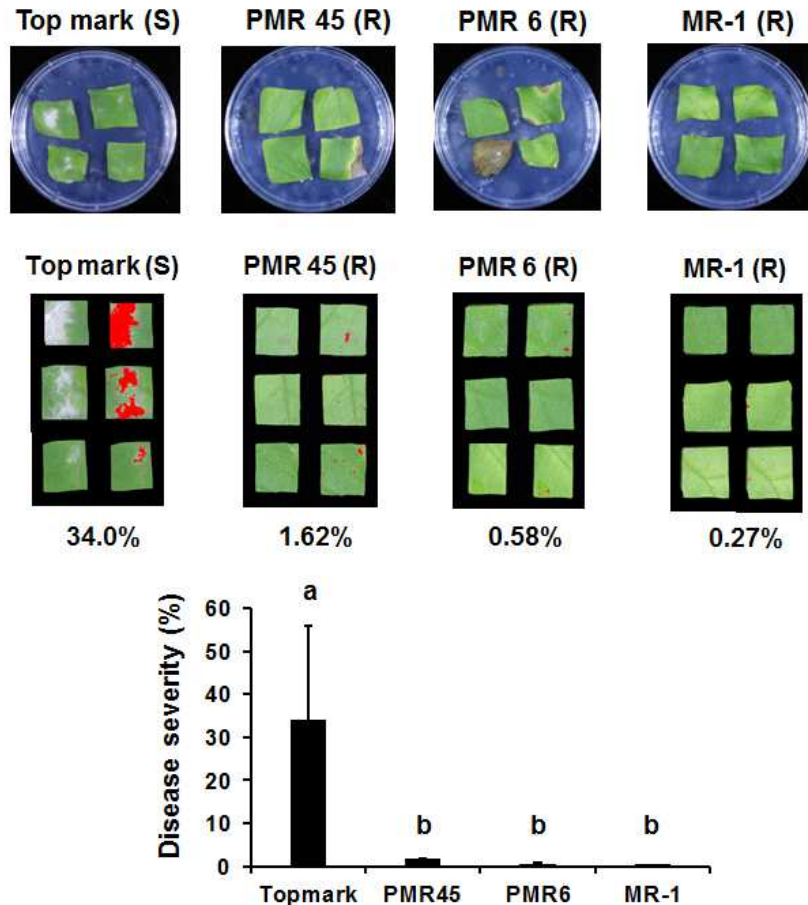 Top mark (S) PMR 45 (R) PMR 6 (R) MR-1 (R)
Top mark (S) PMR 45 (R) PMR 6 (R) MR-1 (R)
34.0% 1.62% 0.58% 0.27%
Disease severity (%)
60
50
40
30
20
10
0
a
b b b
Topmark PMR45 PMR6 MR-1